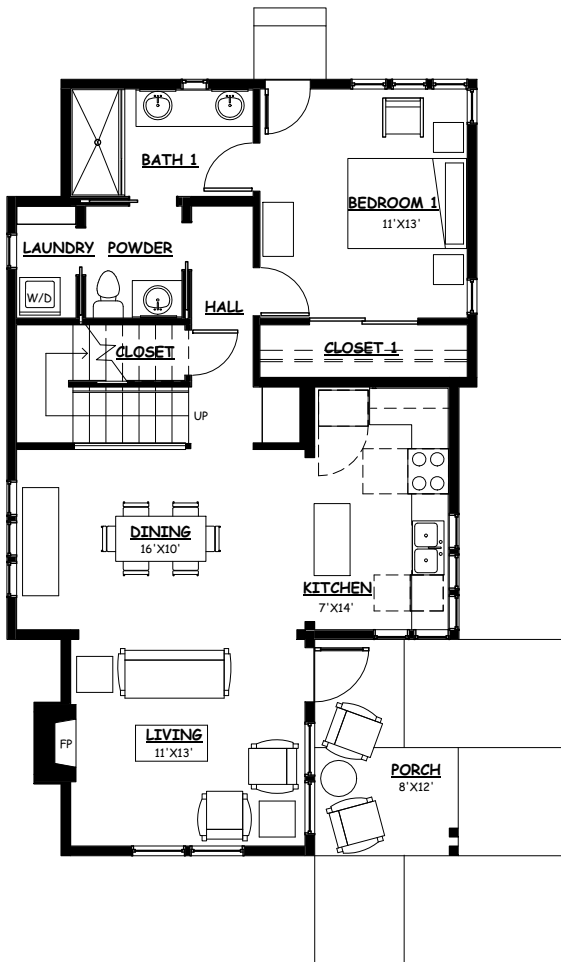 BATH 1
BEDROOM 1
11'X13'
LAUNDRY
POWDER
W/D
HALL
CLOSET
CLOSET 1
UP
DINING
16'X10'
KITCHEN
7'X14'
LIVING
11'X13'
FP
PORCH
8'X12'